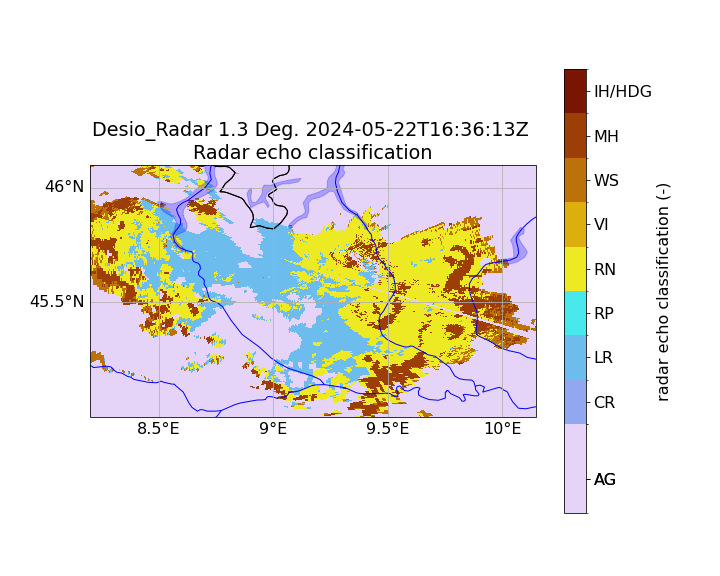 Desio_Radar 1.3 Deg. 2024-05-22T16:36:13Z
Radar echo classification
46°N
45.5°N
8.5°E
9°E
9.5°E
10°E
IH/HDG
MH
WS
VI
RN
RP
LR
CR
AG
radar echo classification (-)